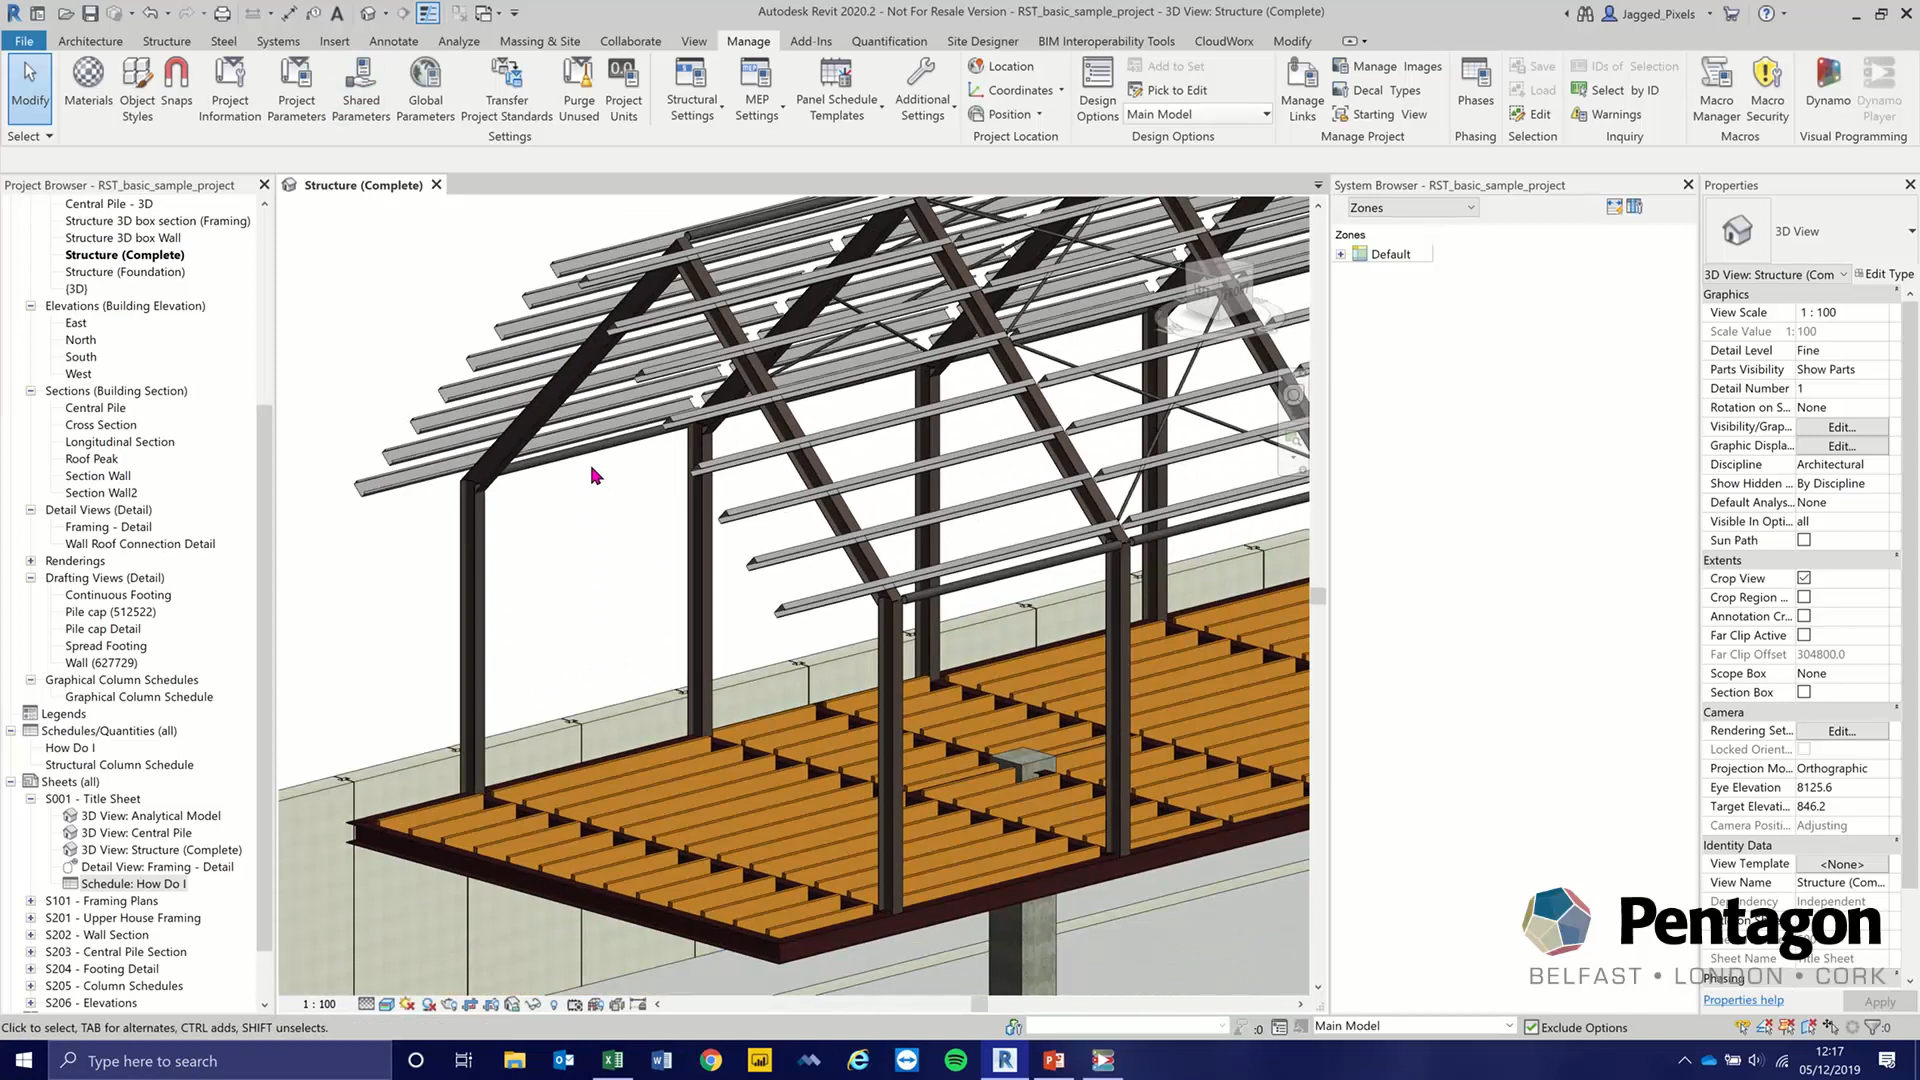 Autodesk Revit 2020.2 - Not For Resale Version - RST_basic_sample_project - 3D View: Structure (Complete)
Jagged_Pixels
File Architecture Structure Steel Systems Insert Annotate Analyze Massing & Site Collaborate View Manage Add-Ins Quantification Site Designer BIM Interoperability Tools CloudWorx Modify
Modify
Select
Materials
Object Styles
Snaps
Project Information
Project Parameters
Shared Parameters
Global Parameters
Transfer Project Standards
Purge Unused
Project Units
Settings
Structural Settings
MEP Settings
Panel Schedule Templates
Additional Settings
Location
Coordinates
Position
Project Location
Design Options
Add to Set
Pick to Edit
Main Model
Design Options
Manage Links
Manage Images
Decal Types
Starting View
Manage Project
Phases
Phasing
Save
Load
Edit
Selection
IDs of Selection
Select by ID
Warnings
Inquiry
Macro Manager
Macro Security
Macros
Dynamo
Dynamo Player
Visual Programming
Project Browser - RST_basic_sample_project
Central Pile - 3D
Structure 3D box section (Framing)
Structure 3D box Wall
Structure (Complete)
Structure (Foundation)
{3D}
Elevations (Building Elevation)
East
North
South
West
Sections (Building Section)
Central Pile
Cross Section
Longitudinal Section
Roof Peak
Section Wall
Section Wall2
Detail Views (Detail)
Framing - Detail
Wall Roof Connection Detail
Renderings
Drafting Views (Detail)
Continuous Footing
Pile cap (512522)
Pile cap Detail
Spread Footing
Wall (627729)
Graphical Column Schedules
Graphical Column Schedule
Legends
Schedules/Quantities (all)
How Do I
Structural Column Schedule
Sheets (all)
S001 - Title Sheet
3D View: Analytical Model
3D View: Central Pile
3D View: Structure (Complete)
Detail View: Framing - Detail
Schedule: How Do I
S101 - Framing Plans
S201 - Upper House Framing
S202 - Wall Section
S203 - Central Pile Section
S204 - Footing Detail
S205 - Column Schedules
S206 - Elevations
Structure (Complete)
1 : 100
System Browser - RST_basic_sample_project
Zones
Zones
Default
Properties
3D View
3D View: Structure (Com
Edit Type
Graphics
View Scale 1 : 100
Scale Value 1: 100
Detail Level Fine
Parts Visibility Show Parts
Detail Number 1
Rotation on S... None
Visibility/Grap... Edit...
Graphic Displa... Edit...
Discipline Architectural
Show Hidden ... By Discipline
Default Analys... None
Visible In Opti... all
Sun Path
Extents
Crop View
Crop Region ...
Annotation Cr...
Far Clip Active
Far Clip Offset 304800.0
Scope Box None
Section Box
Camera
Rendering Set... Edit...
Locked Orient...
Projection Mo... Orthographic
Eye Elevation 8125.6
Target Elevati... 846.2
Camera Positi... Adjusting
Identity Data
View Template <None>
View Name Structure (Com...
Dependency Independent
Sheet Name Title Sheet
Phasing
Properties help
Apply
Pentagon
BELFAST • LONDON • CORK
Click to select, TAB for alternates, CTRL adds, SHIFT unselects.
:0
Main Model
Exclude Options
:0
Type here to search
12:17
05/12/2019